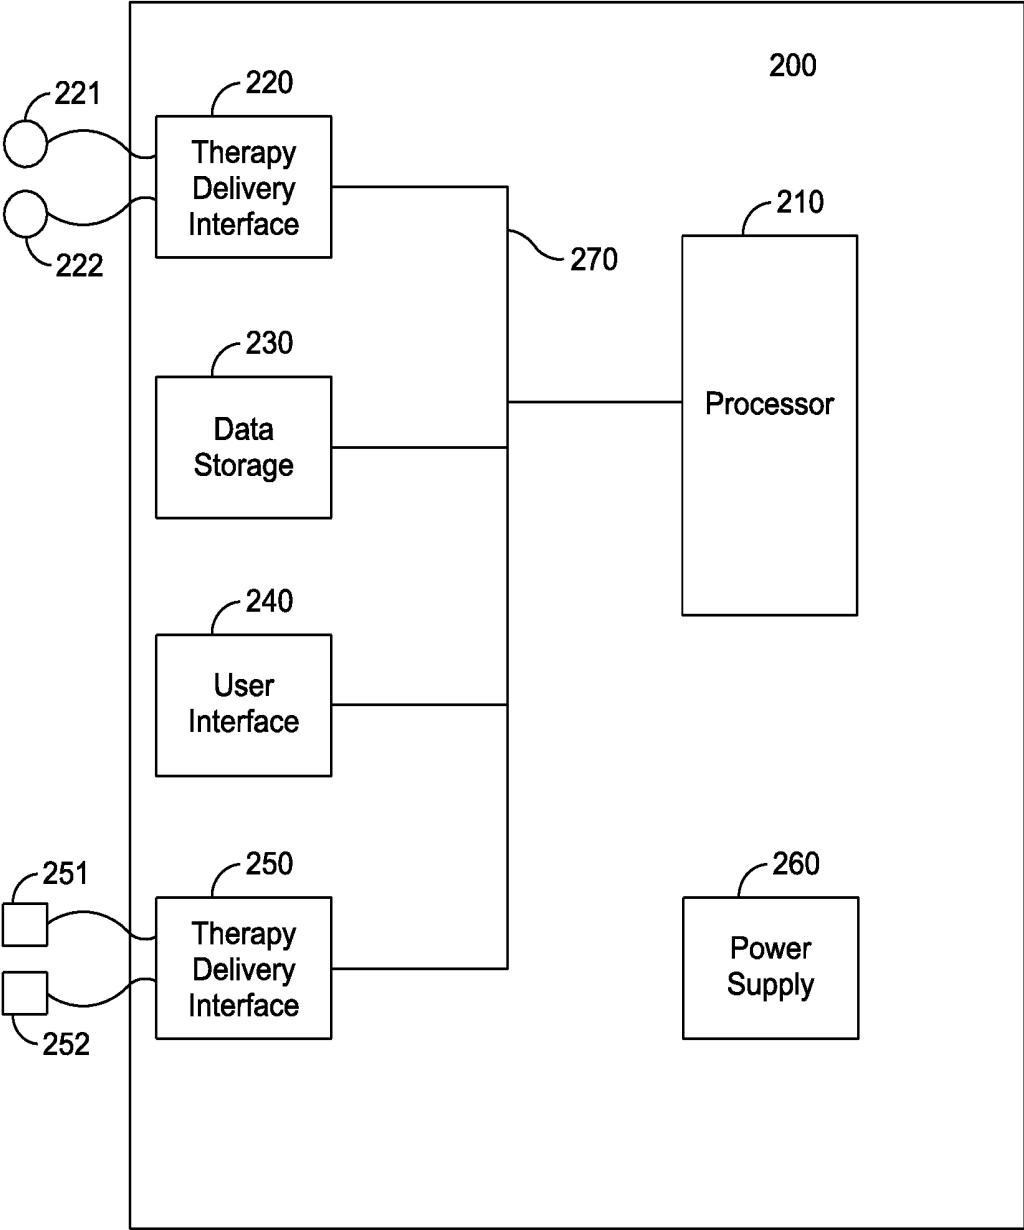 200
221
220
Therapy
Delivery
Interface
222
270
210
Processor
230
Data
Storage
240
User
Interface
251
250
Therapy
Delivery
Interface
252
260
Power
Supply